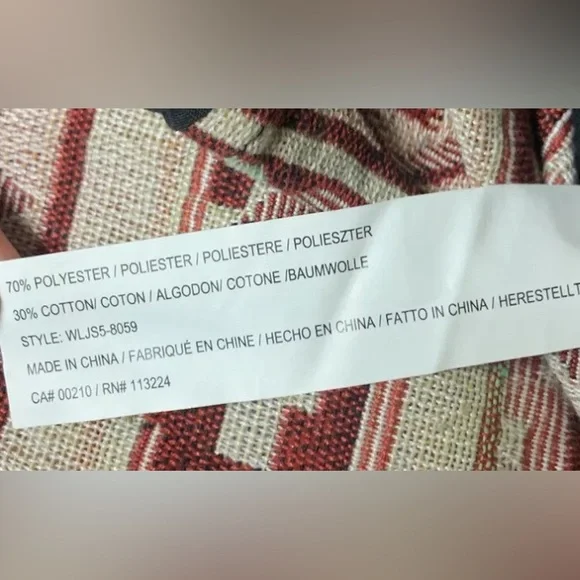 70% POLYESTER / POLIESTER / POLIESTERE / POLIESZTER
30% COTTON/ COTON / ALGODON/ COTONE /BAUMWOLLE
STYLE: WLJS5-8059
MADE IN CHINA / FABRIQUÉ EN CHINE / HECHO EN CHINA / FATTO IN CHINA / HERESTELLT
CA# 00210 / RN# 113224